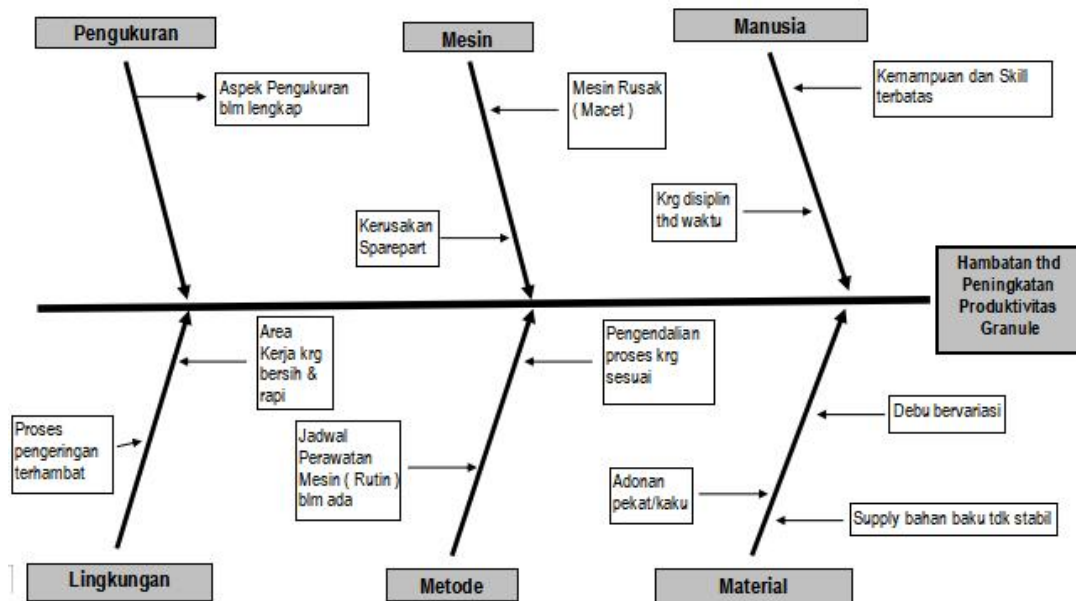 Pengukuran
Mesin
Manusia
Aspek Pengukuran
blm lengkap
Mesin Rusak
( Macet )
Kemampuan dan Skill
terbatas
Kerusakan
Sparepart
Krg disiplin
thd waktu
Hambatan thd
Peningkatan
Produktivitas
Granule
Area
Kerja krg
bersih &
rapi
Pengendalian
proses krg
sesuai
Proses
pengeringan
terhambat
Jadwal
Perawatan
Mesin ( Rutin )
blm ada
Debu bervariasi
Adonan
pekat/kaku
Supply bahan baku tdk stabil
Lingkungan
Metode
Material